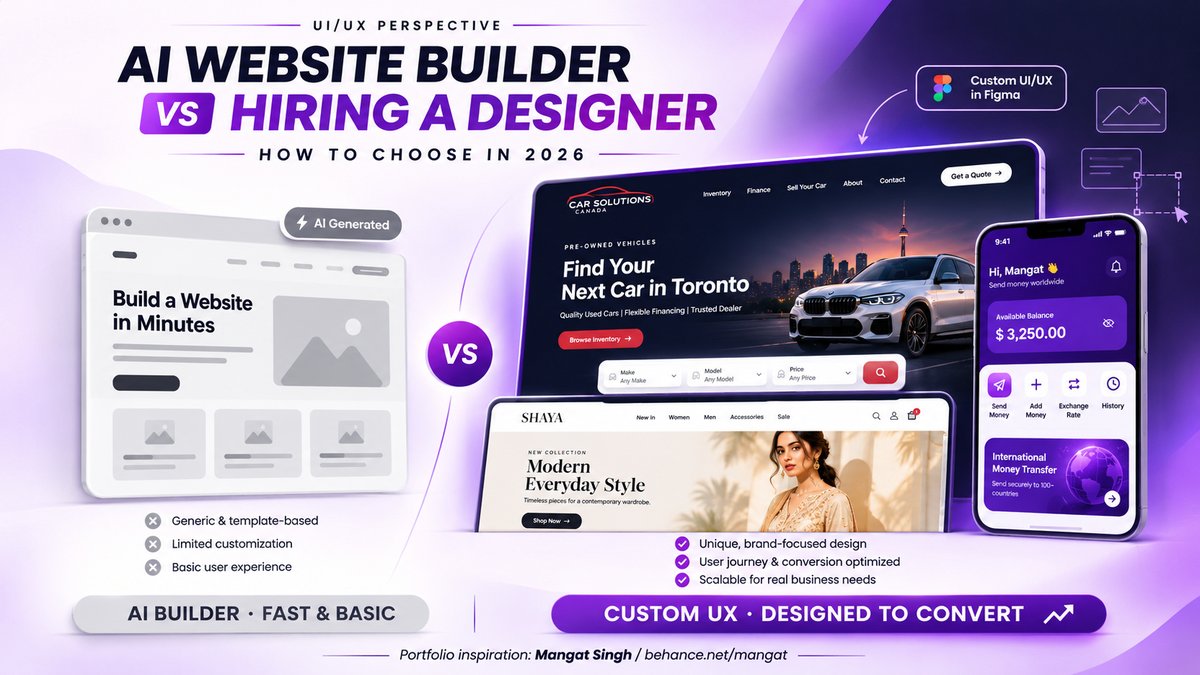 UI/UX PERSPECTIVE
AI WEBSITE BUILDER
VS HIRING A DESIGNER
HOW TO CHOOSE IN 2026
AI Generated
Build a Website
in Minutes
Generic & template-based
Limited customization
Basic user experience
AI BUILDER · FAST & BASIC
VS
Custom UI/UX
in Figma
CAR SOLUTIONS
CANADA
Inventory
Finance
Sell Your Car
About
Contact
Get a Quote →
PRE-OWNED VEHICLES
Find Your
Next Car in Toronto
Quality Used Cars | Flexible Financing | Trusted Dealer
Browse Inventory →
Make
Any Make
Model
Any Model
Price
Any Price
SHAYA
New In
Women
Men
Accessories
Sale
NEW COLLECTION
Modern
Everyday Style
Timeless pieces for a contemporary wardrobe.
Shop Now →
9:41
Hi, Mangat 👋
Send money worldwide
Available Balance
$ 3,250.00
Send
Money
Add
Money
Exchange
Rate
History
International
Money Transfer
Send securely to 100+
countries
Unique, brand-focused design
User journey & conversion optimized
Scalable for real business needs
CUSTOM UX · DESIGNED TO CONVERT
Portfolio inspiration: Mangat Singh / behance.net/mangat